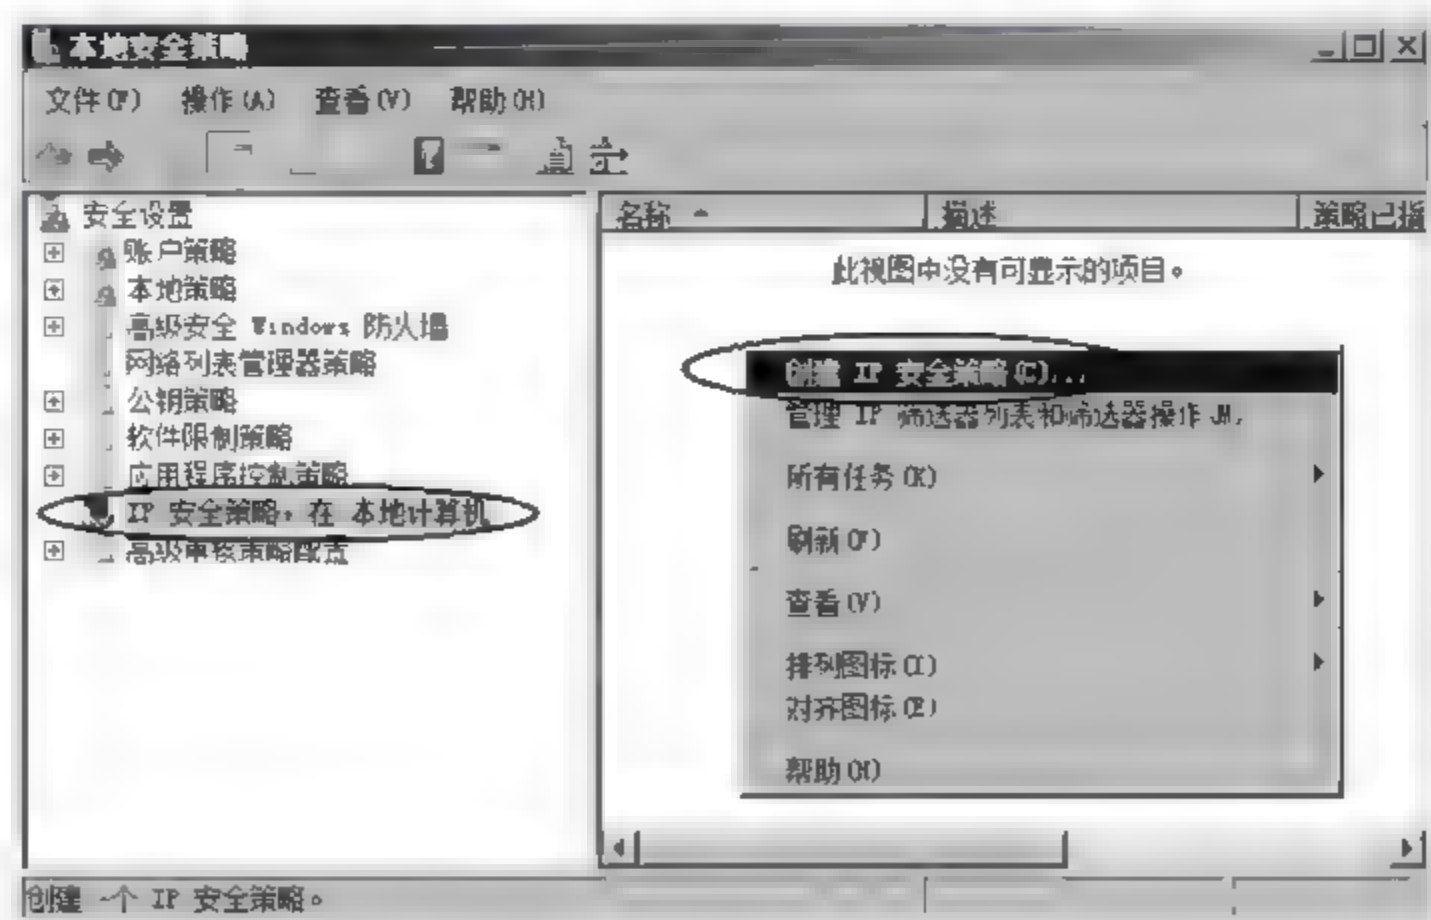 本地安全策略
文件(F) 操作(A) 查看(V) 帮助(H)
安全设置
账户策略
本地策略
高级安全 Windows 防火墙
网络列表管理器策略
公钥策略
软件限制策略
应用程序控制策略
IP 安全策略,在 本地计算机
高级审核策略配置
名称 描述 策略已指
此视图中没有可显示的项目。
创建 IP 安全策略(C)...
管理 IP 筛选器列表和筛选器操作(M)
所有任务(K)
刷新(F)
查看(V)
排列图标(I)
对齐图标(E)
帮助(H)
创建一个 IP 安全策略。